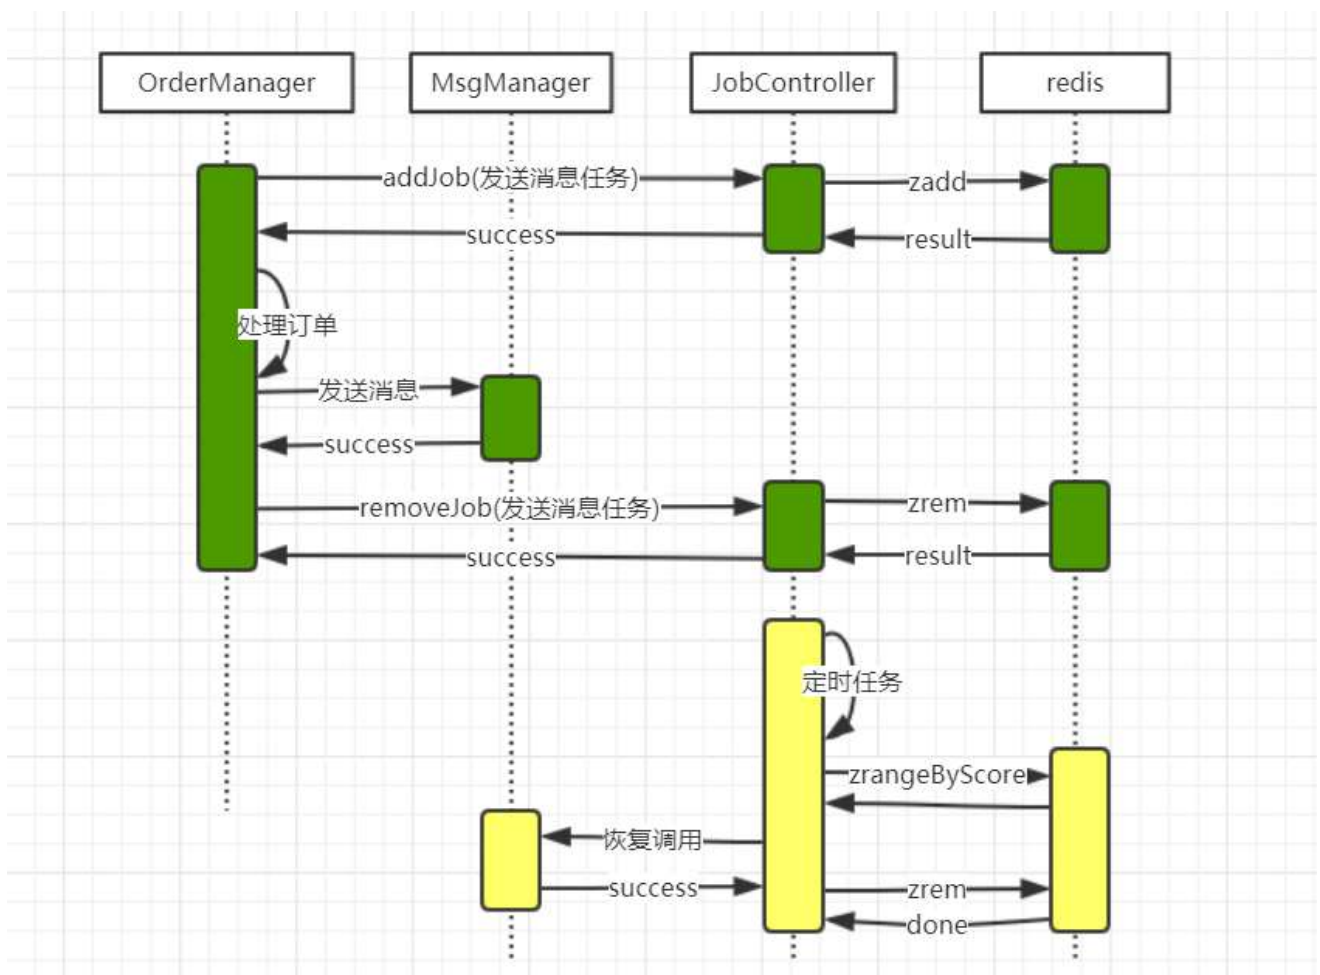 OrderManager
MsgManager
JobController
redis
addJob(发送消息任务)
zadd
success
result
处理订单
发送消息
success
removeJob(发送消息任务)
zrem
success
result
定时任务
zrangeByScore
恢复调用
success
zrem
done